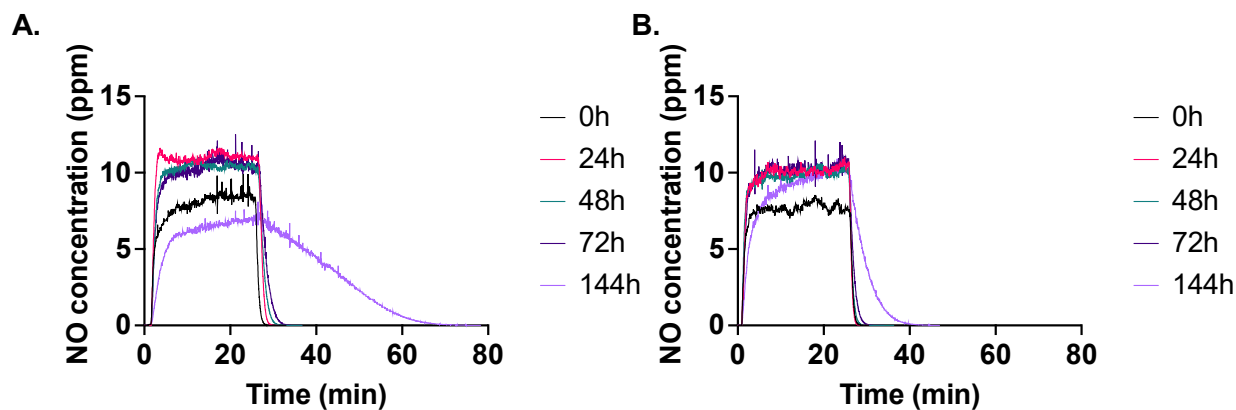 A.
NO concentration (ppm)
15
10
5
0
0 20 40 60 80
Time (min)
0h
24h
48h
72h
144h
B.
NO concentration (ppm)
15
10
5
0
0 20 40 60 80
Time (min)
0h
24h
48h
72h
144h